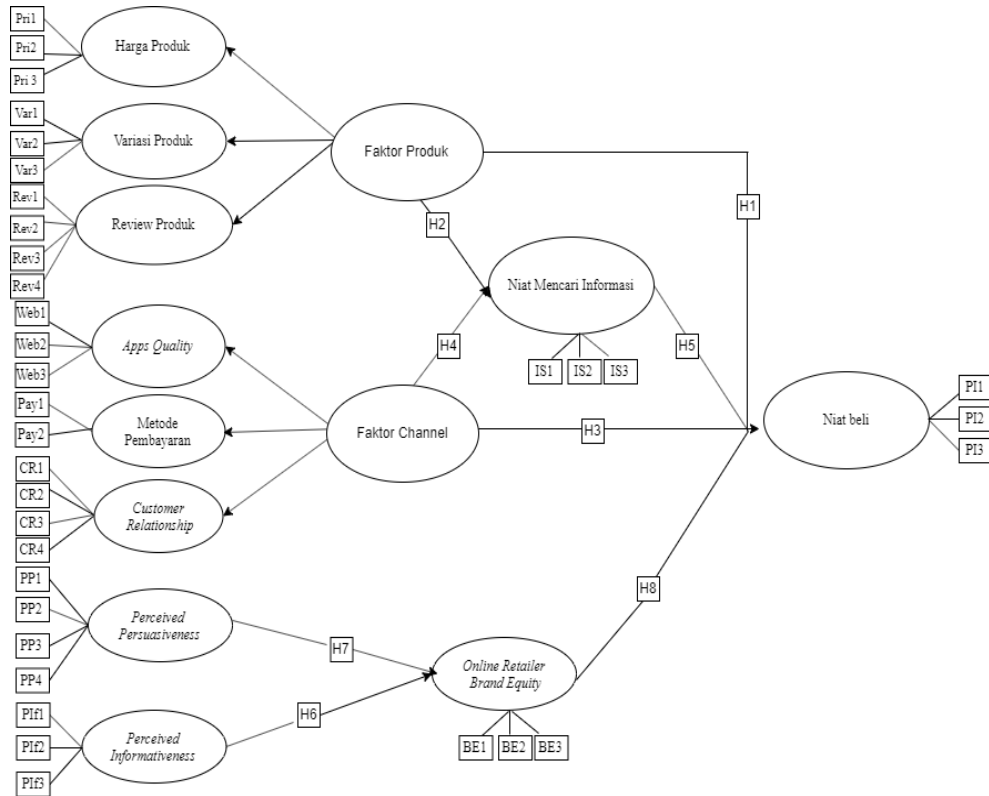 Pri1
Pri2
Pri 3
Harga Produk
Var1
Var2
Var3
Variasi Produk
Rev1
Rev2
Rev3
Rev4
Review Produk
Faktor Produk
H1
H2
Niat Mencari Informasi
IS1
IS2
IS3
H4
H5
Web1
Web2
Web3
Apps Quality
Pay1
Pay2
Metode
Pembayaran
Faktor Channel
H3
Niat beli
PI1
PI2
PI3
CR1
CR2
CR3
CR4
Customer
Relationship
PP1
PP2
PP3
PP4
Perceived
Persuasiveness
H7
H8
Online Retailer
Brand Equity
BE1
BE2
BE3
H6
PIf1
PIf2
PIf3
Perceived
Informativeness